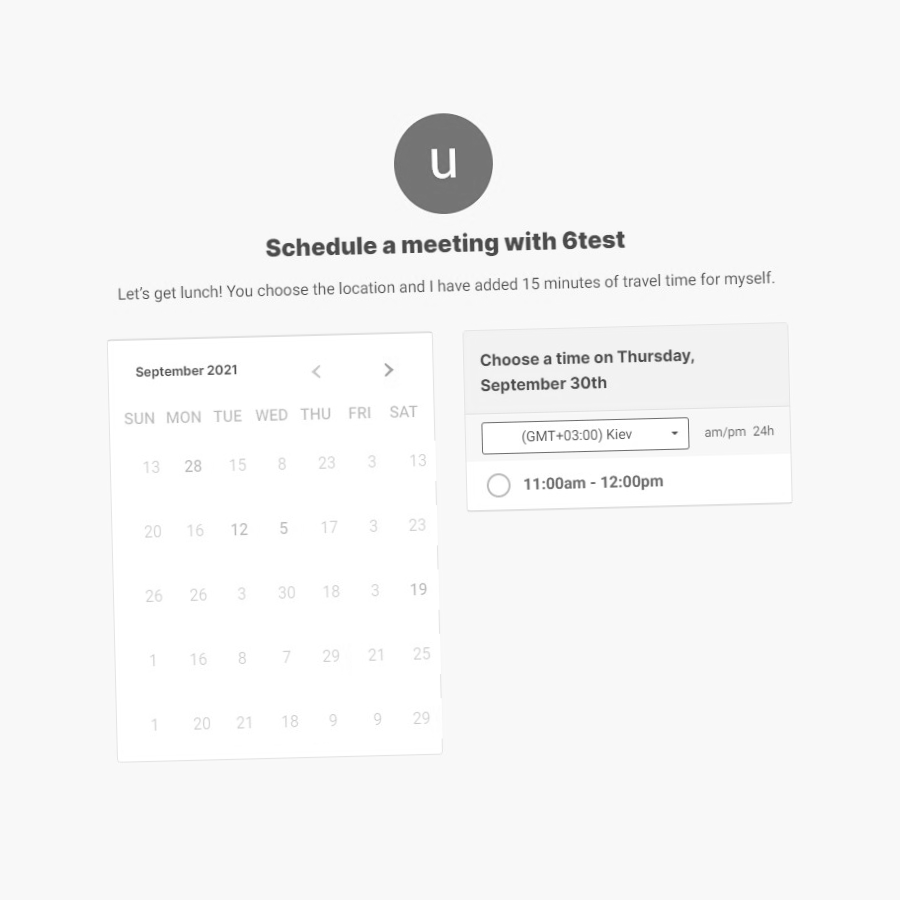 u
Schedule a meeting with 6test
Let's get lunch! You choose the location and I have added 15 minutes of travel time for myself.
September 2021
SUN MON TUE WED THU FRI SAT
13 28 15 8 23 3 13
20 16 12 5 17 3 23
26 26 3 30 18 3 19
1 16 8 7 29 21 25
1 20 21 18 9 9 29
Choose a time on Thursday,
September 30th
(GMT+03:00) Kiev am/pm 24h
11:00am - 12:00pm